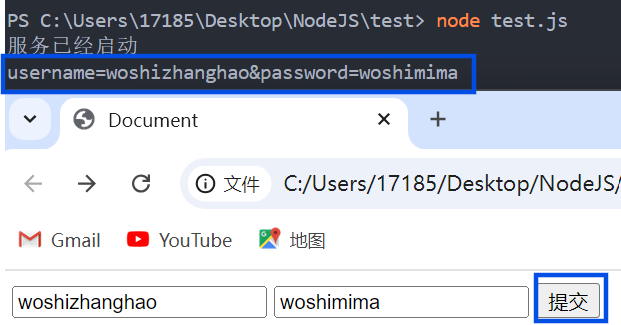 PS C:\Users\17185\Desktop\NodeJS\test> node test.js
服务已经启动
username=woshizhanghao&password=woshimima
Document
文件 C:/Users/17185/Desktop/NodeJS/
Gmail YouTube 地图
woshizhanghao woshimima 提交